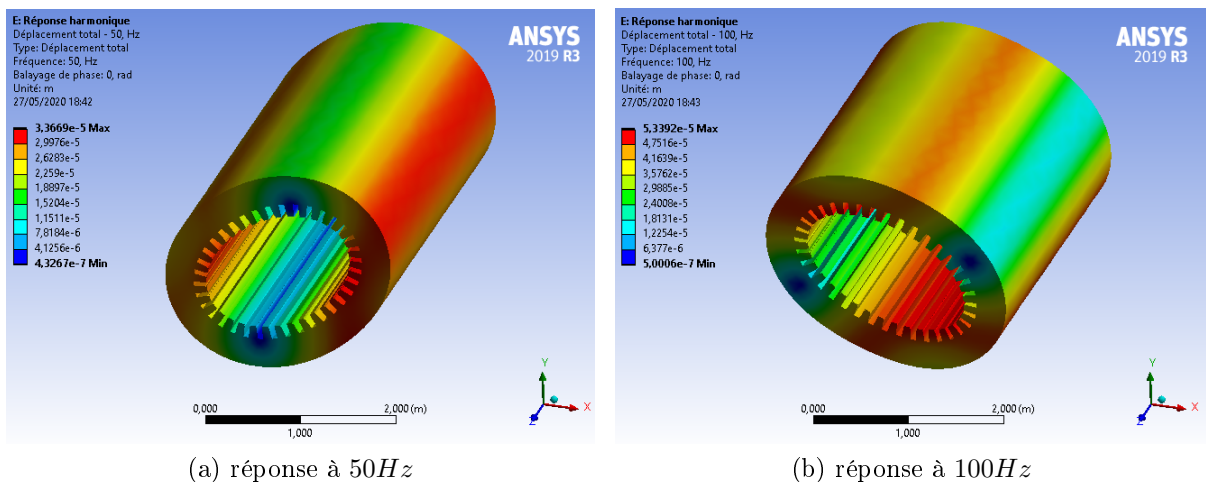 E: Réponse harmonique
Déplacement total - 50, Hz
Type: Déplacement total
Fréquence: 50, Hz
Balayage de phase: 0, rad
Unité: m
27/05/2020 18:42
3,3669e-5 Max
2,9976e-5
2,6283e-5
2,259e-5
1,8897e-5
1,5204e-5
1,1511e-5
7,8184e-6
4,1256e-6
4,3267e-7 Min
ANSYS
2019 R3
0,000
2,000 (m)
1,000
Y
X
Z
(a) réponse à 50Hz
E: Réponse harmonique
Déplacement total - 100, Hz
Type: Déplacement total
Fréquence: 100, Hz
Balayage de phase: 0, rad
Unité: m
27/05/2020 18:43
5,3392e-5 Max
4,7516e-5
4,1639e-5
3,5762e-5
2,9885e-5
2,4008e-5
1,8131e-5
1,2254e-5
6,377e-6
5,0006e-7 Min
ANSYS
2019 R3
0,000
2,000 (m)
1,000
Y
X
Z
(b) réponse à 100Hz